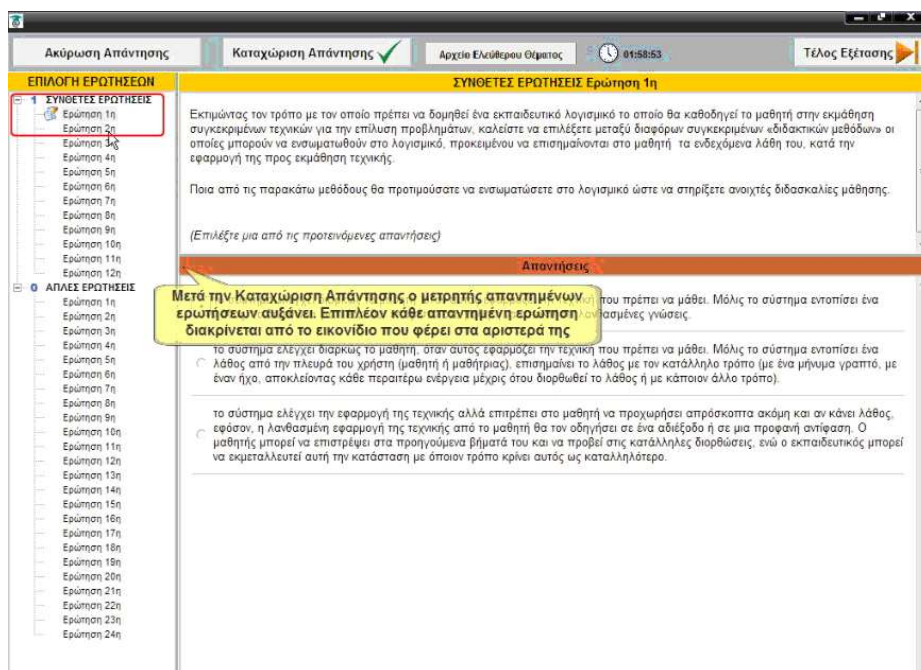 Ακύρωση Απάντησης
Καταχώριση Απάντησης
Αρχείο Ελεύθερου Θέματος
01:58:53
Τέλος Εξέτασης
ΕΠΙΛΟΓΗ ΕΡΩΤΗΣΕΩΝ
1 ΣΥΝΘΕΤΕΣ ΕΡΩΤΗΣΕΙΣ
Ερώτηση 1η
Ερώτηση 2η
Ερώτηση 3η
Ερώτηση 4η
Ερώτηση 5η
Ερώτηση 6η
Ερώτηση 7η
Ερώτηση 8η
Ερώτηση 9η
Ερώτηση 10η
Ερώτηση 11η
Ερώτηση 12η
0 ΑΠΛΕΣ ΕΡΩΤΗΣΕΙΣ
Ερώτηση 1η
Ερώτηση 2η
Ερώτηση 3η
Ερώτηση 4η
Ερώτηση 5η
Ερώτηση 6η
Ερώτηση 7η
Ερώτηση 8η
Ερώτηση 9η
Ερώτηση 10η
Ερώτηση 11η
Ερώτηση 12η
Ερώτηση 13η
Ερώτηση 14η
Ερώτηση 15η
Ερώτηση 16η
Ερώτηση 17η
Ερώτηση 18η
Ερώτηση 19η
Ερώτηση 20η
Ερώτηση 21η
Ερώτηση 22η
Ερώτηση 23η
Ερώτηση 24η
ΣΥΝΘΕΤΕΣ ΕΡΩΤΗΣΕΙΣ Ερώτηση 1η
Εκτιμώντας τον τρόπο με τον οποίο πρέπει να δομηθεί ένα εκπαιδευτικό λογισμικό το οποίο θα καθοδηγεί το μαθητή στην εκμάθηση
συγκεκριμένων τεχνικών για την επίλυση προβλημάτων, καλείστε να επιλέξετε μεταξύ διαφόρων συγκεκριμένων «διδακτικών μεθόδων» οι
οποίες μπορούν να ενσωματωθούν στο λογισμικό, προκειμένου να επισημαίνονται στο μαθητή τα ενδεχόμενα λάθη του, κατά την
εφαρμογή της προς εκμάθηση τεχνικής.
Ποια από τις παρακάτω μεθόδους θα προτιμούσατε να ενσωματώσετε στο λογισμικό ώστε να στηρίξετε ανοιχτές διδασκαλίες μάθησης.
(Επιλέξτε μια από τις προτεινόμενες απαντήσεις)
Απαντήσεις
που πρέπει να μάθει. Μόλις το σύστημα εντοπίσει ένα
γνώσεις.
Μετά την Καταχώριση Απάντησης ο μετρητής απαντημένων
ερωτήσεων αυξάνει. Επιπλέον κάθε απαντημένη ερώτηση
διακρίνεται από το εικονίδιο που φέρει στα αριστερά της
το σύστημα ελέγχει διαρκώς το μαθητή, όταν αυτός εφαρμόζει την τεχνική που πρέπει να μάθει. Μόλις το σύστημα εντοπίσει ένα
λάθος από την πλευρά του χρήστη (μαθητή ή μαθήτριας), επισημαίνει το λάθος με τον κατάλληλο τρόπο (με ένα μήνυμα γραπτό, με
έναν ήχο, αποκλείοντας κάθε περαιτέρω ενέργεια μέχρις ότου διορθωθεί το λάθος ή με κάποιον άλλο τρόπο).
το σύστημα ελέγχει την εφαρμογή της τεχνικής αλλά επιτρέπει στο μαθητή να προχωρήσει απρόσκοπτα ακόμη και αν κάνει λάθος,
εφόσον, η λανθασμένη εφαρμογή της τεχνικής από το μαθητή θα τον οδηγήσει σε ένα αδιέξοδο ή σε μια προφανή αντίφαση. Ο
μαθητής μπορεί να επιστρέψει στα προηγούμενα βήματά του και να προβεί στις κατάλληλες διορθώσεις, ενώ ο εκπαιδευτικός μπορεί
να εκμεταλλευτεί αυτή την κατάσταση με όποιον τρόπο κρίνει αυτός ως καταλληλότερο.